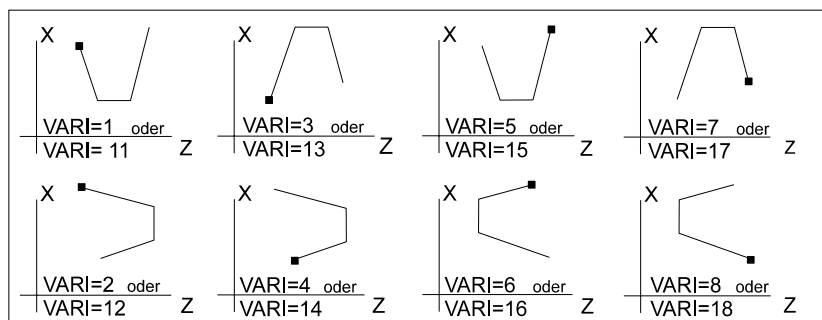 X
VARI=1 oder
VARI= 11 Z
X
VARI=3 oder
VARI=13 Z
X
VARI=5 oder
VARI=15 Z
X
VARI=7 oder
VARI=17 Z
X
VARI=2 oder
VARI=12 Z
X
VARI=4 oder
VARI=14 Z
X
VARI=6 oder
VARI=16 Z
X
VARI=8 oder
VARI=18 Z